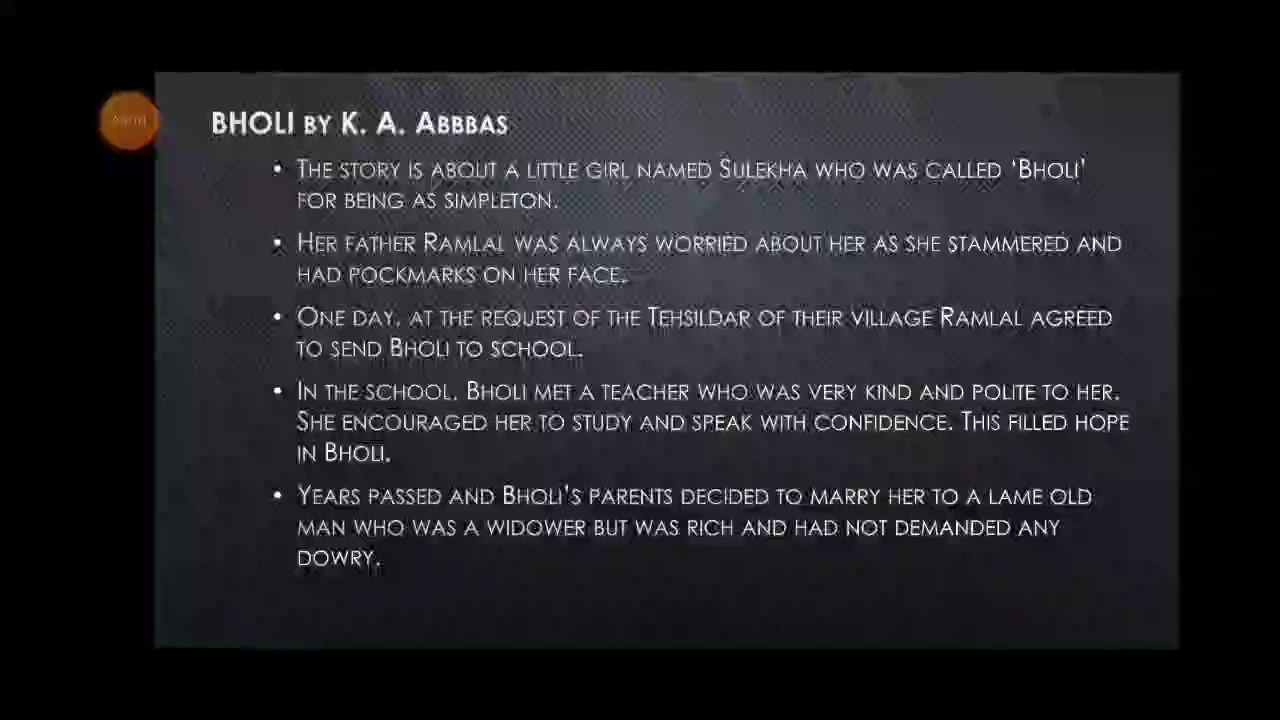 BHOLI BY K. A. ABBBAS
• THE STORY IS ABOUT A LITTLE GIRL NAMED SULEKHA WHO WAS CALLED ‘BHOLI’
FOR BEING AS SIMPLETON.
• HER FATHER RAMLAL WAS ALWAYS WORRIED ABOUT HER AS SHE STAMMERED AND
HAD POCKMARKS ON HER FACE.
• ONE DAY, AT THE REQUEST OF THE TEHSILDAR OF THEIR VILLAGE RAMLAL AGREED
TO SEND BHOLI TO SCHOOL.
• IN THE SCHOOL, BHOLI MET A TEACHER WHO WAS VERY KIND AND POLITE TO HER.
SHE ENCOURAGED HER TO STUDY AND SPEAK WITH CONFIDENCE. THIS FILLED HOPE
IN BHOLI.
• YEARS PASSED AND BHOLI’S PARENTS DECIDED TO MARRY HER TO A LAME OLD
MAN WHO WAS A WIDOWER BUT WAS RICH AND HAD NOT DEMANDED ANY
DOWRY.